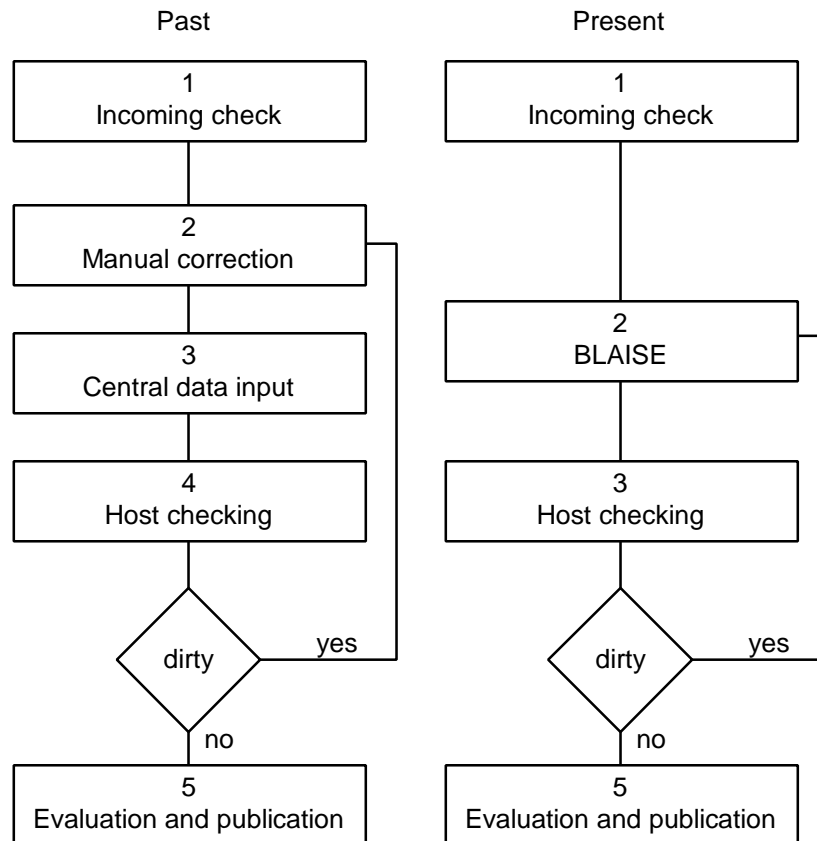 Past
1
Incoming check
2
Manual correction
3
Central data input
4
Host checking
dirty
yes
no
5
Evaluation and publication
Present
1
Incoming check
2
BLAISE
3
Host checking
dirty
yes
no
5
Evaluation and publication